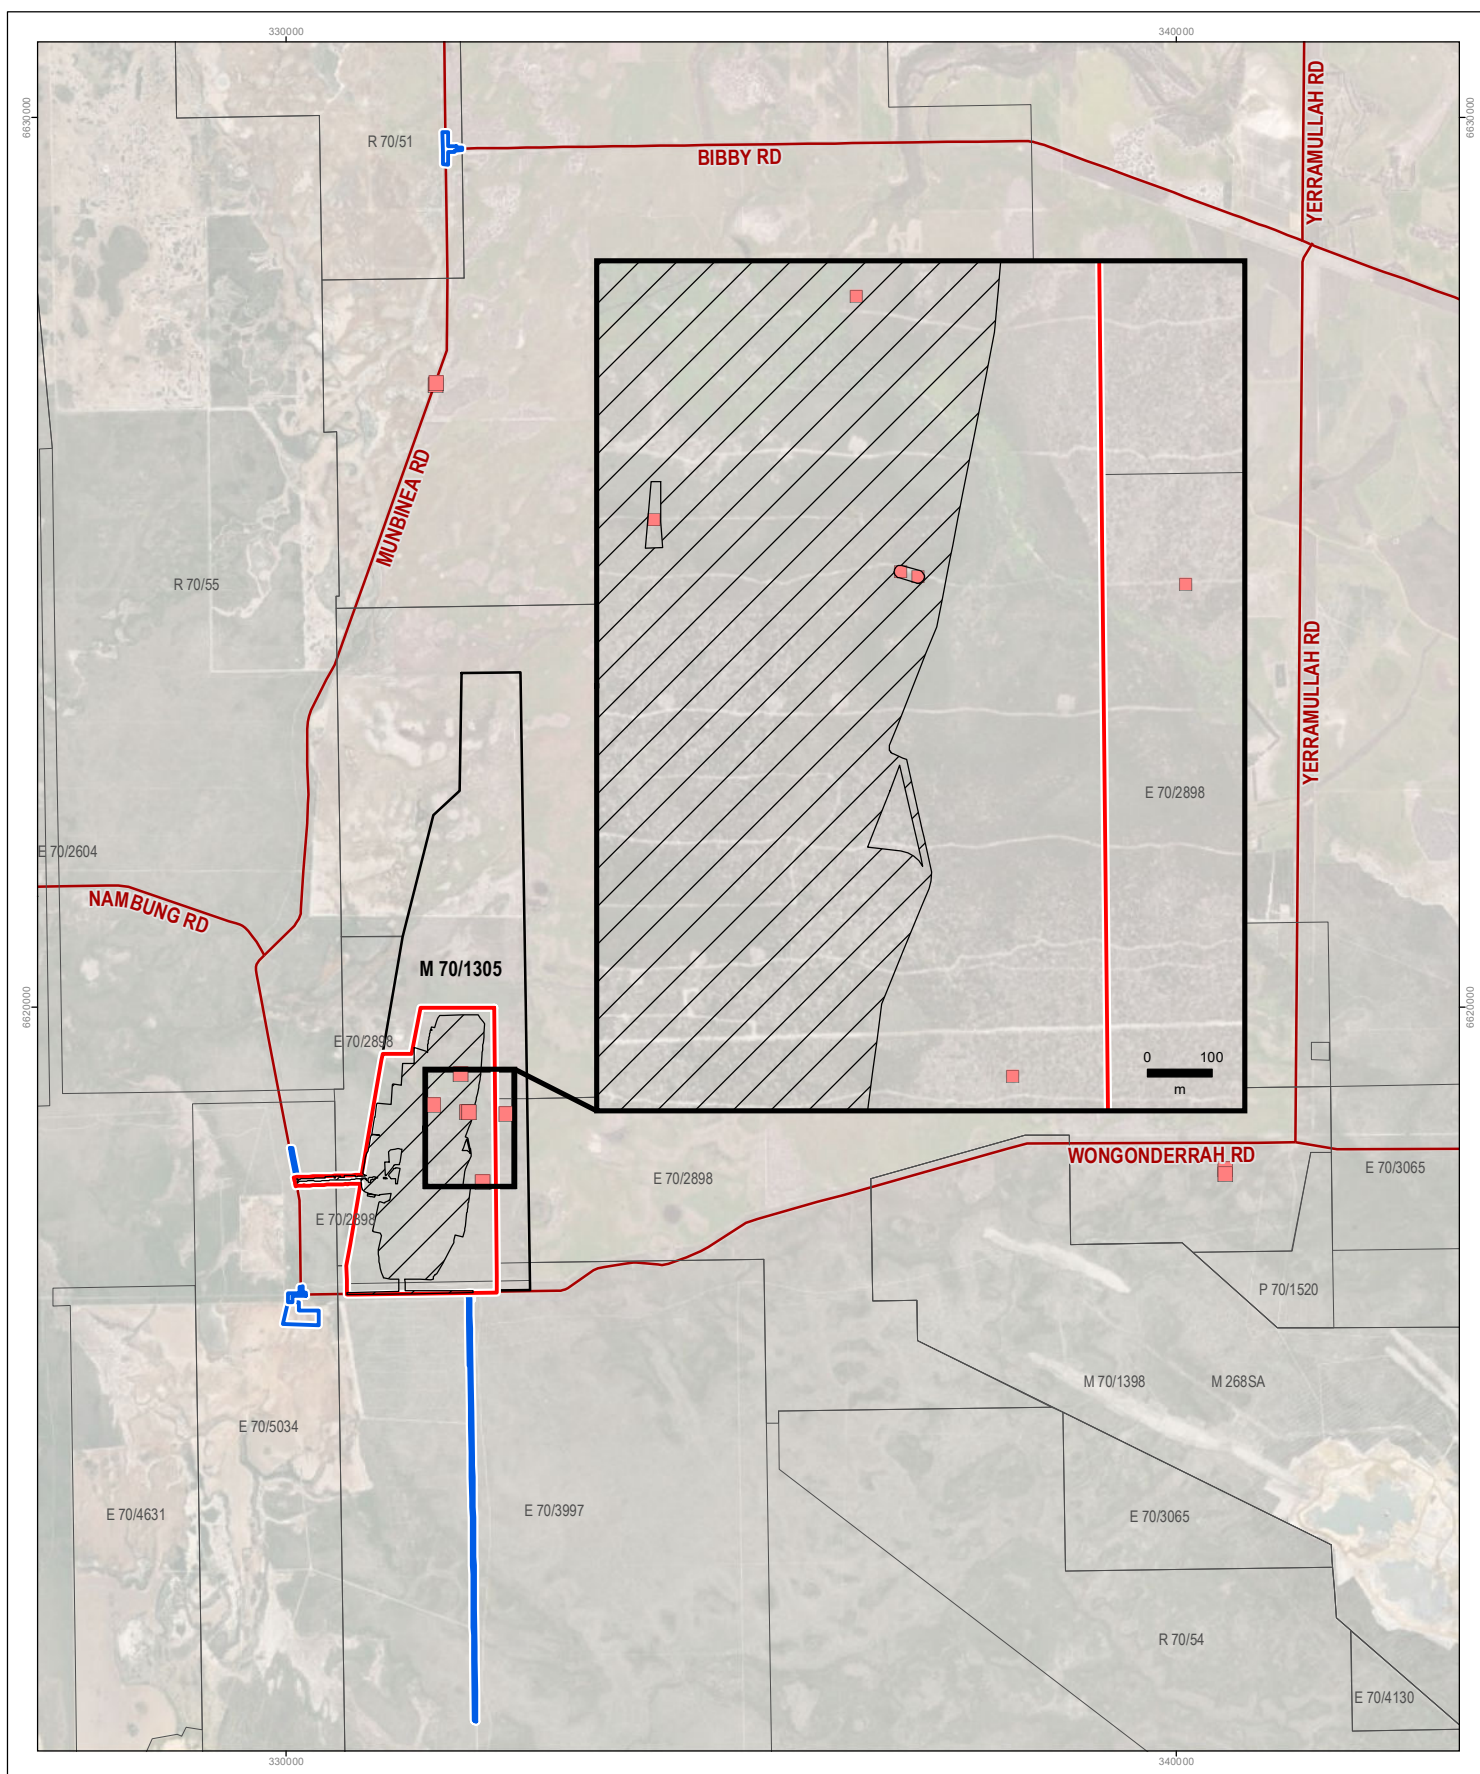 330000
340000
6630000
6630000
YERRAMULLAH RD
R 70/51
BIBBY RD
MUNBINEA RD
R 70/55
YERRAMULLAH RD
E 70/2898
E 70/2604
NAMBUNG RD
M 70/1305
6620000
6620000
E 70/2898
0 100
m
WONGONDERRAH RD
E 70/3065
E 70/2898
E 70/2898
P 70/1520
M 70/1398
M 268SA
E 70/5034
E 70/4631
E 70/3997
E 70/3065
R 70/54
E 70/4130
330000
340000